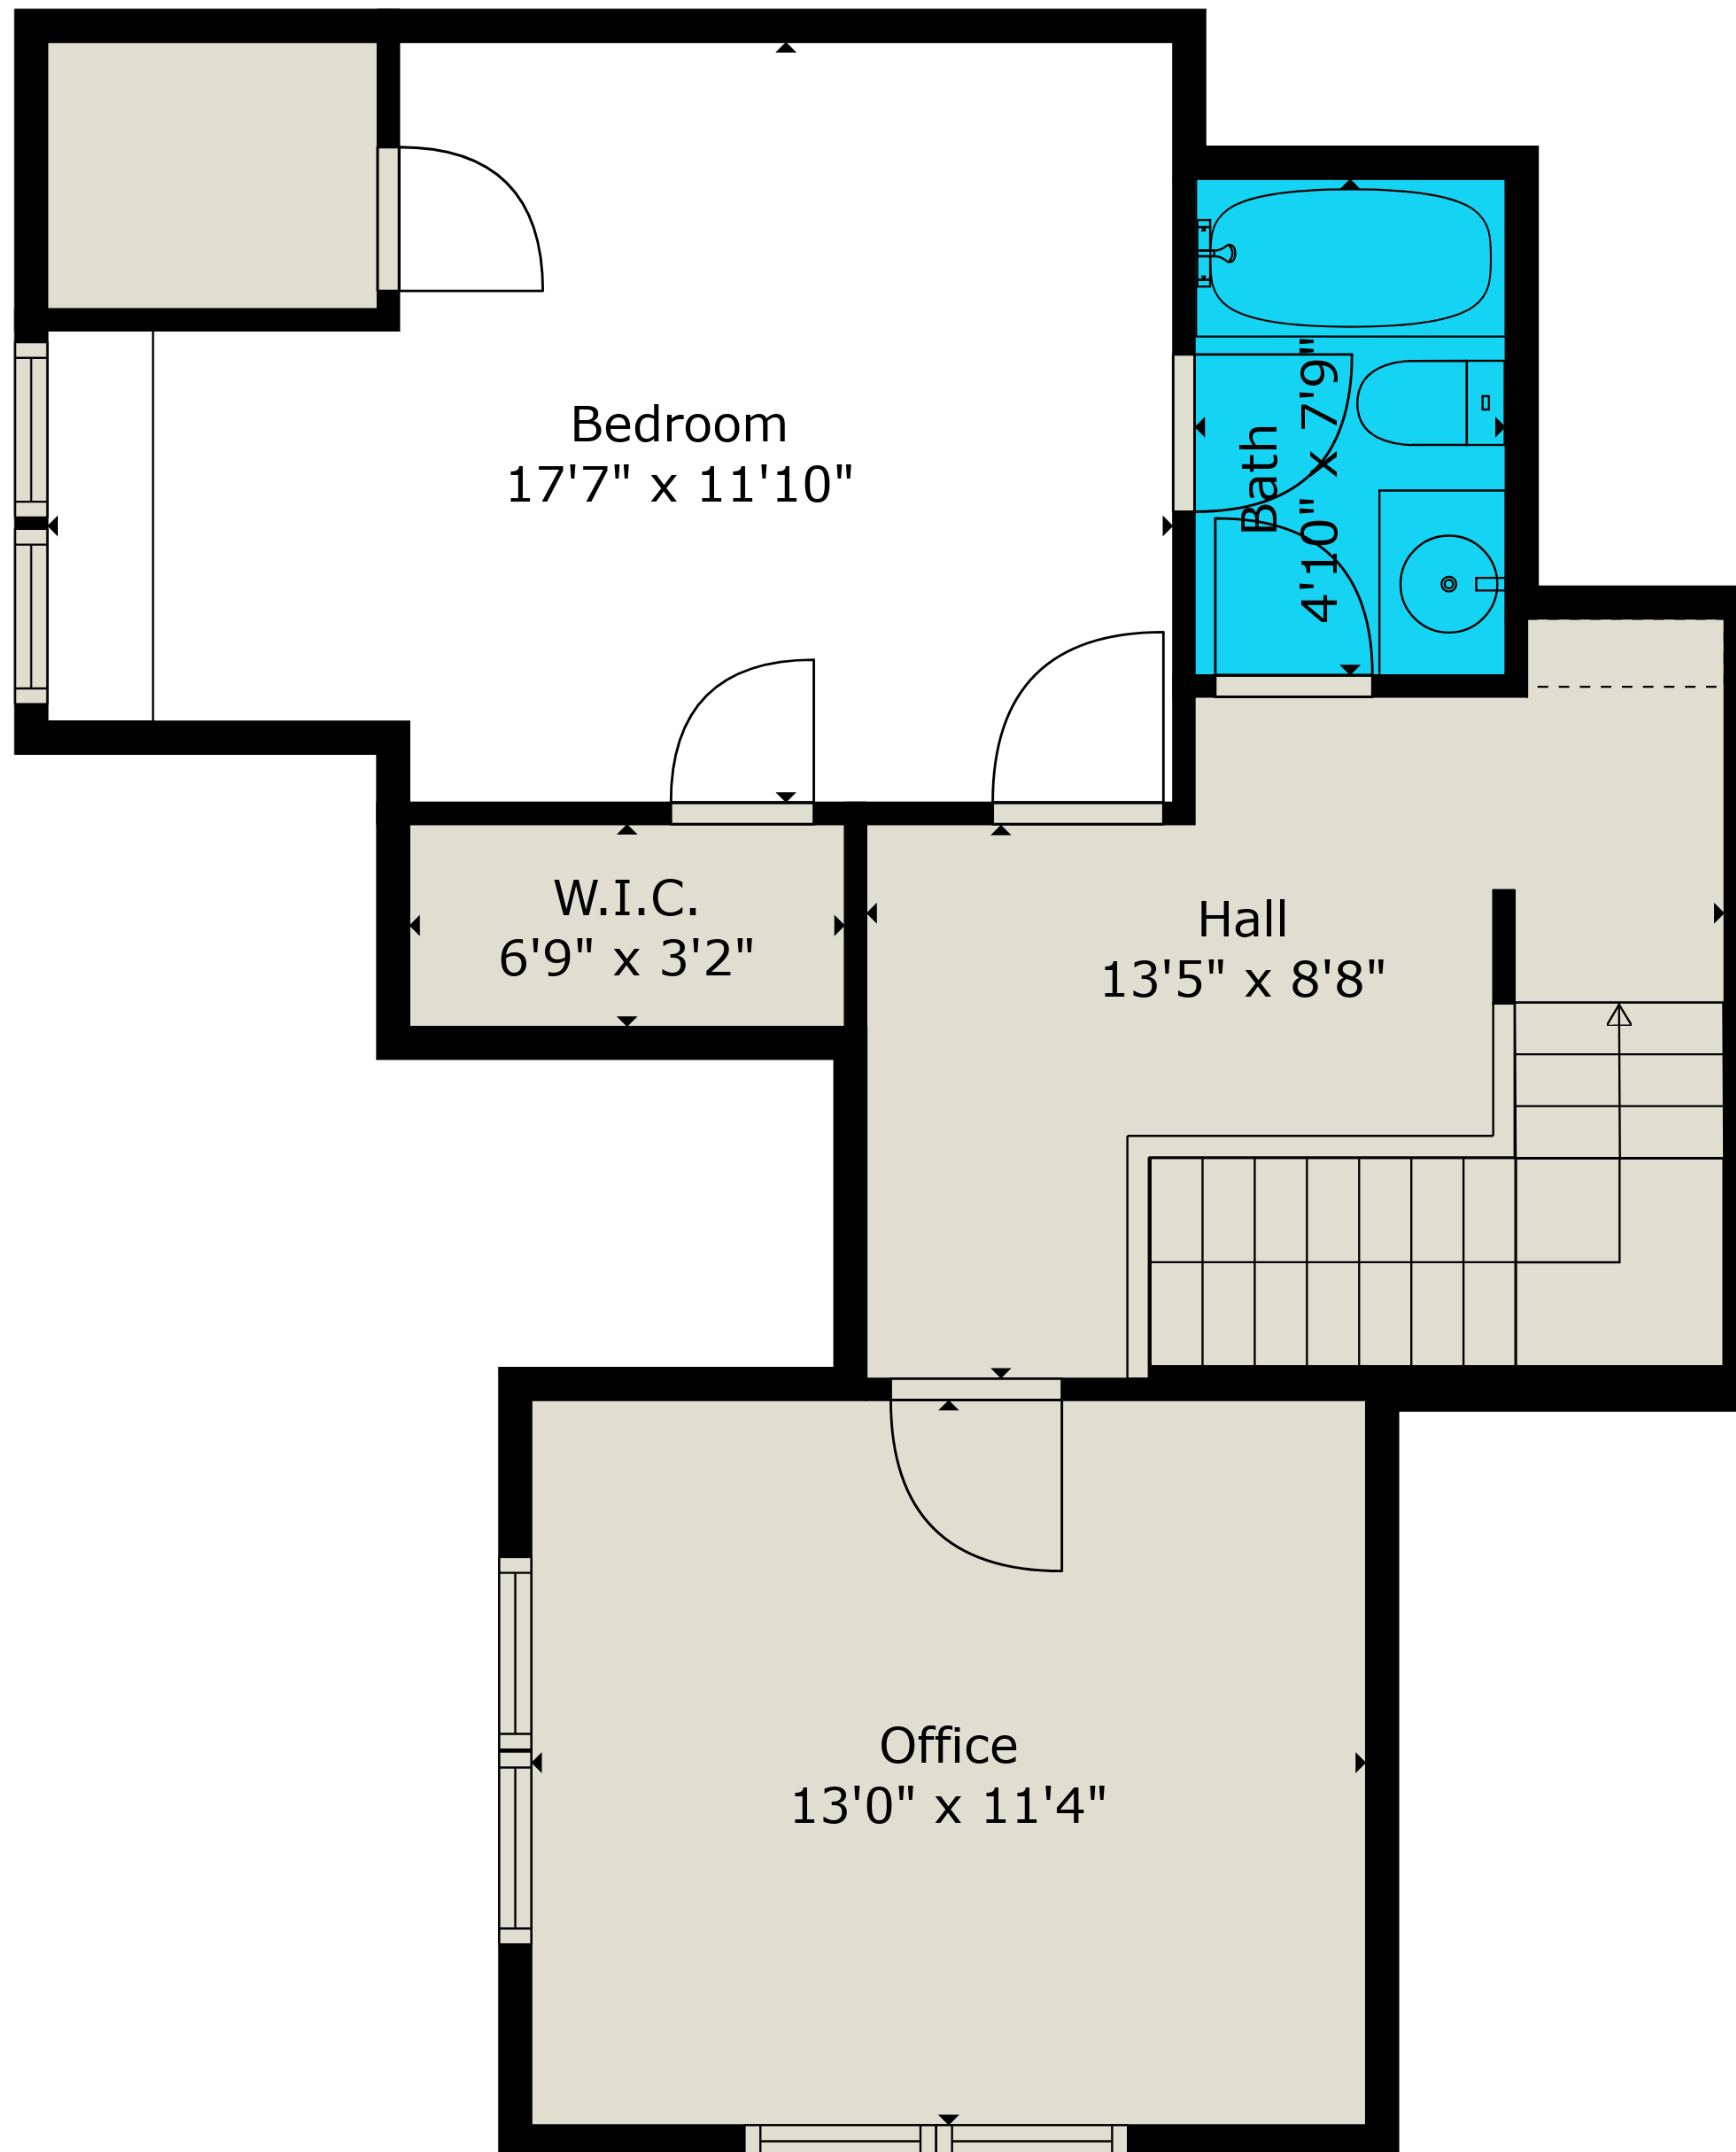 Bedroom
17'7" x 11'10"
Bath
4'10" x 7'9"
W.I.C.
6'9" x 3'2"
Hall
13'5" x 8'8"
Office
13'0" x 11'4"